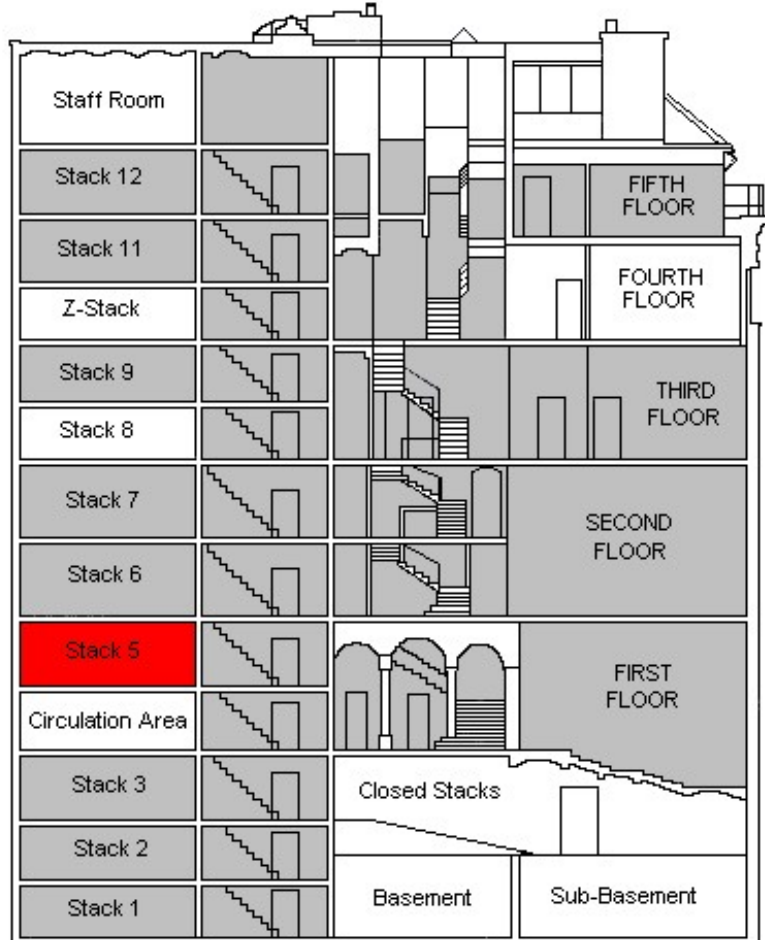 Staff Room
Stack 12
FIFTH
FLOOR
Stack 11
FOURTH
FLOOR
Z-Stack
Stack 9
THIRD
FLOOR
Stack 8
Stack 7
SECOND
FLOOR
Stack 6
Stack 5
FIRST
FLOOR
Circulation Area
Stack 3
Closed Stacks
Stack 2
Stack 1
Basement
Sub-Basement